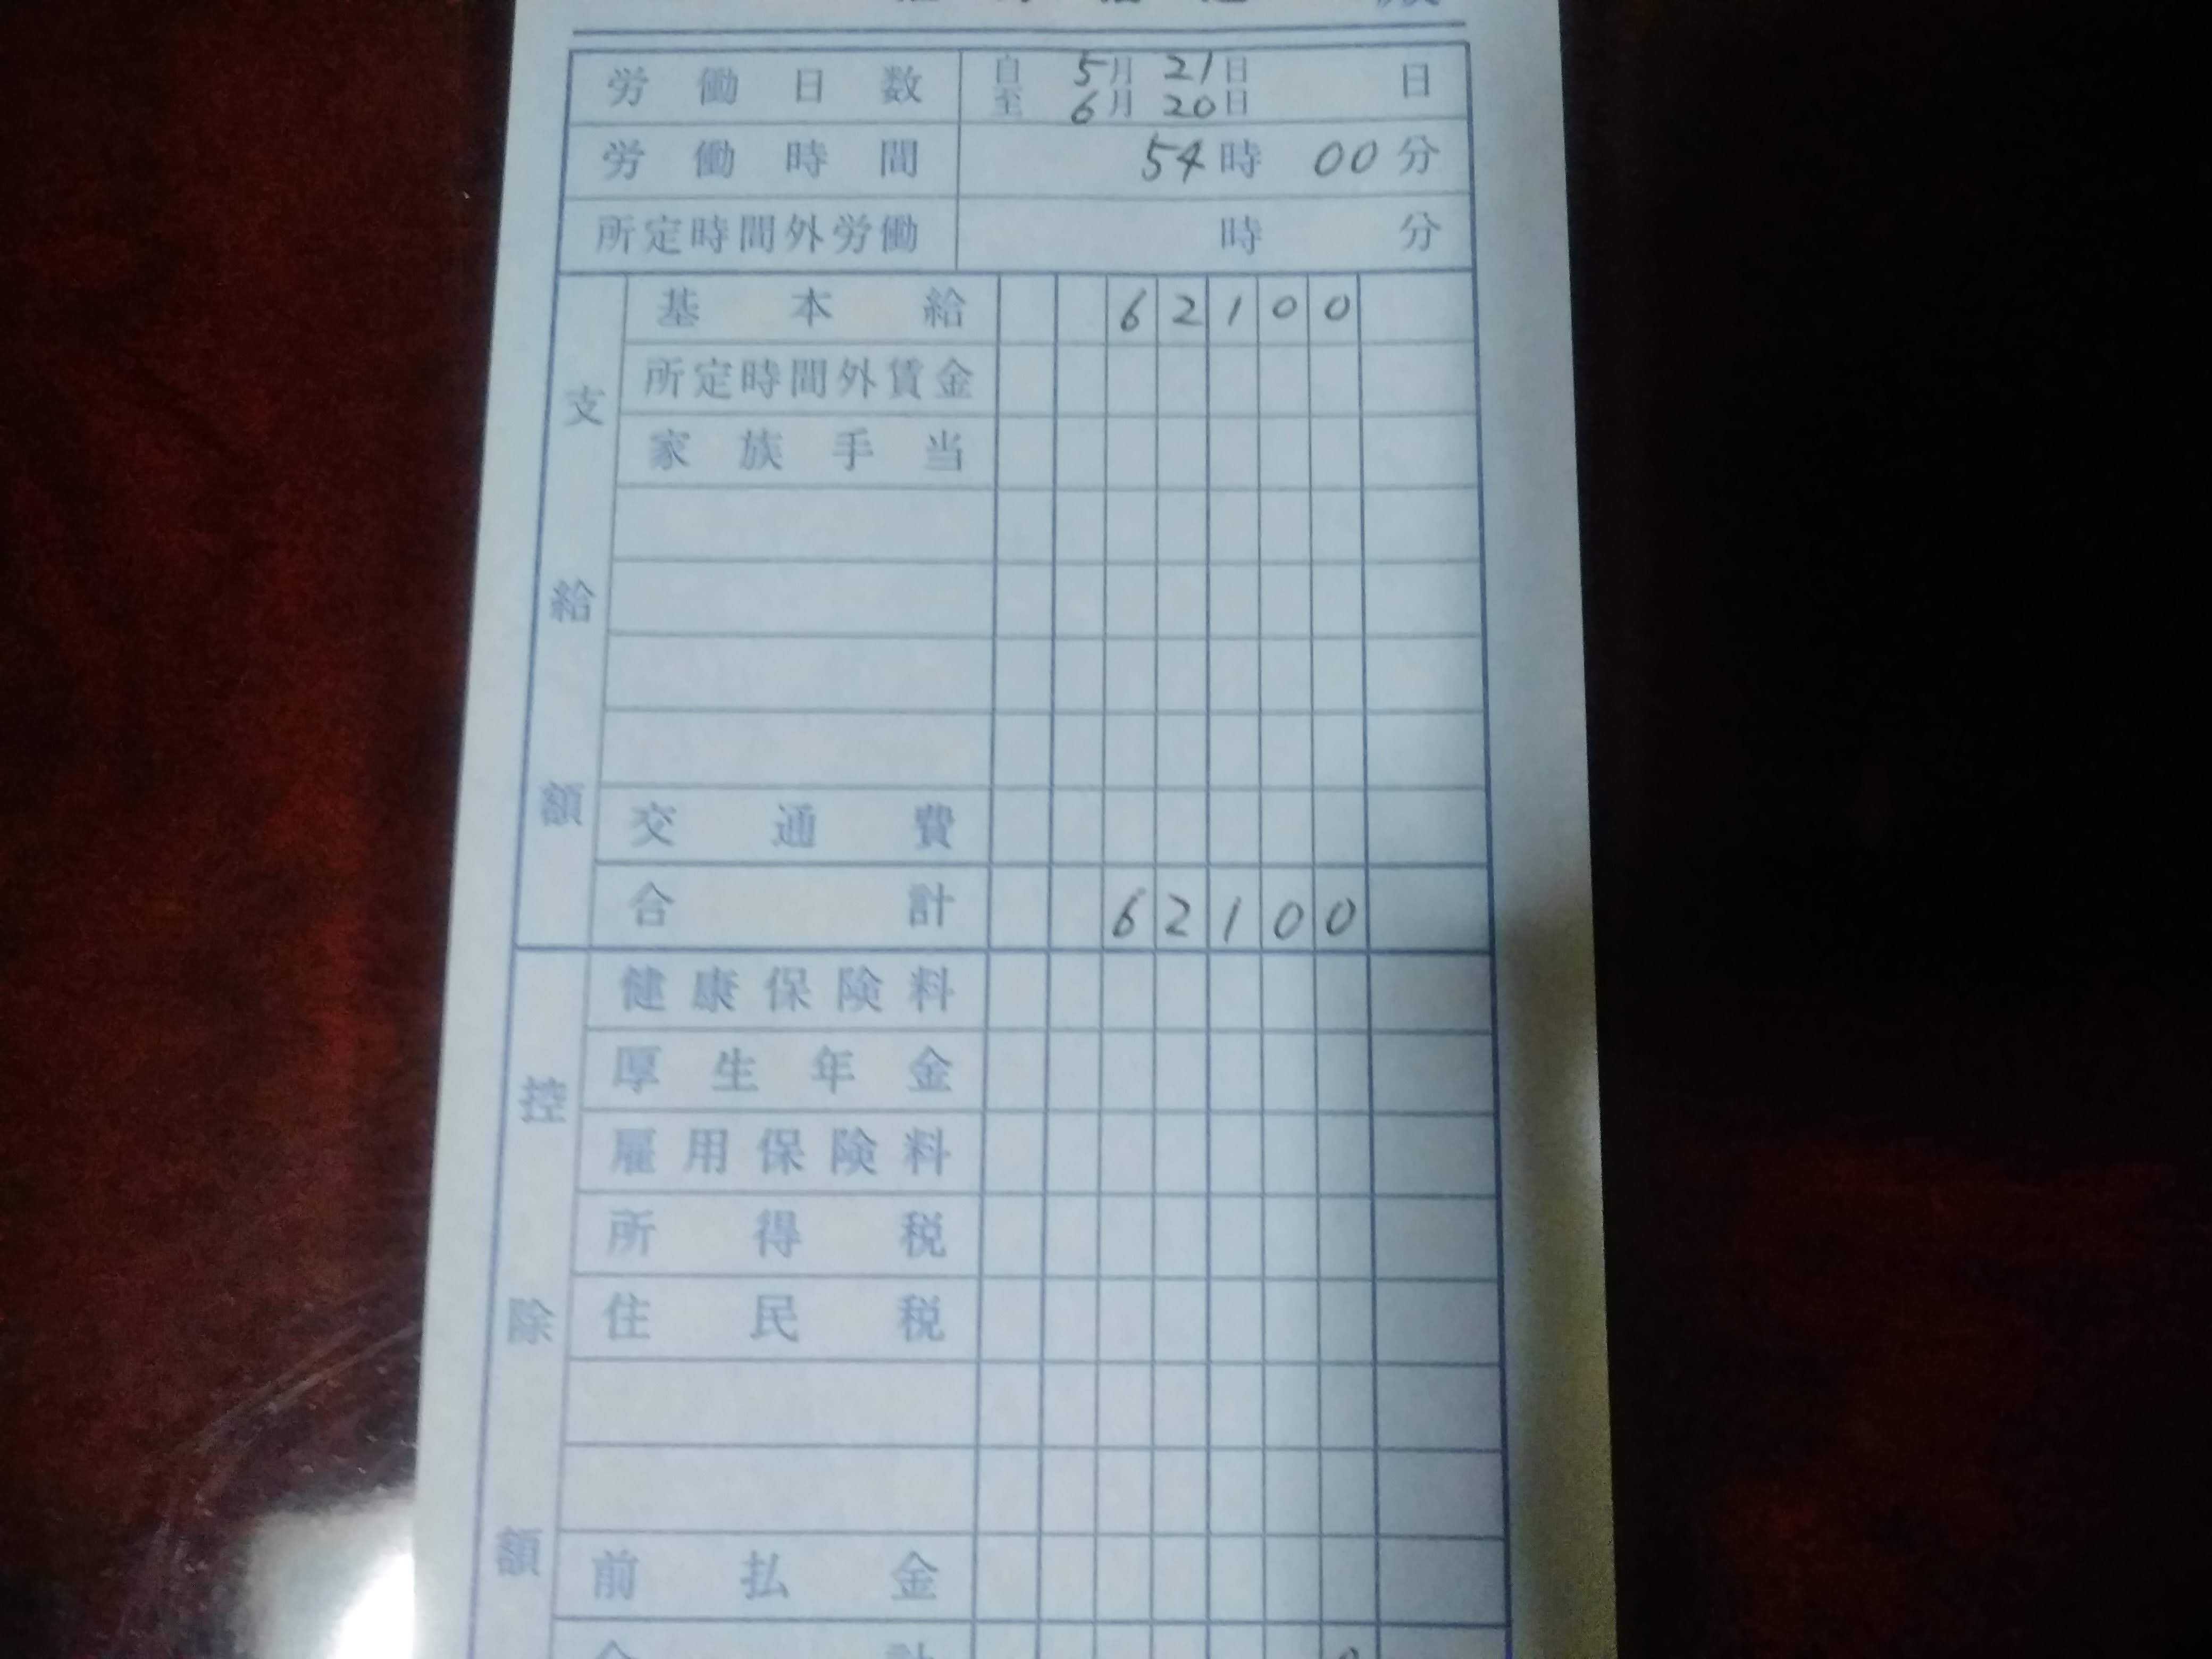 労働日数 自 5月 21日 至 6月 20日 日
労働時間 54時 00分
所定時間外労働 時 分
支給額
基本給 62100
所定時間外賃金
家族手当
交通費
合計 62100
控除額
健康保険料
厚生年金
雇用保険料
所得税
住民税
前払金